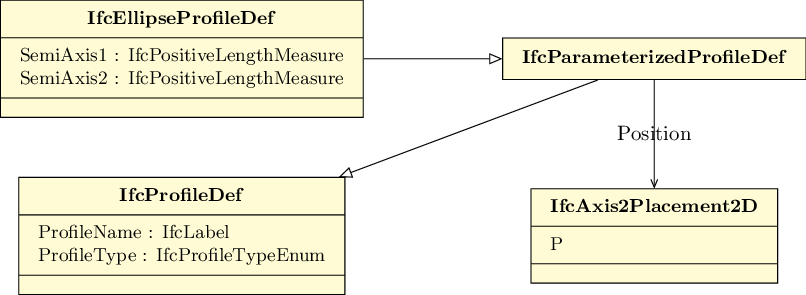 IfcEllipseProfileDef
SemiAxis1 : IfcPositiveLengthMeasure
SemiAxis2 : IfcPositiveLengthMeasure
IfcParameterizedProfileDef
Position
IfcProfileDef
ProfileName : IfcLabel
ProfileType : IfcProfileTypeEnum
IfcAxis2Placement2D
P